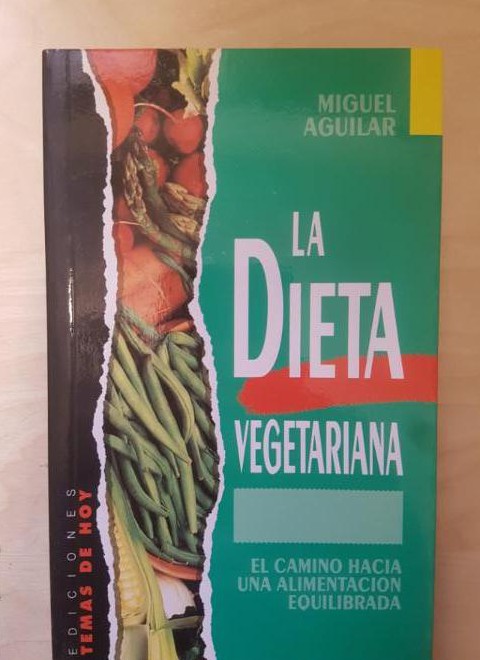 MIGUEL
AGUILAR
LA
DIETA
VEGETARIANA
EL CAMINO HACIA
UNA ALIMENTACION
EQUILIBRADA
EDICIONES
TEMAS DE HOY